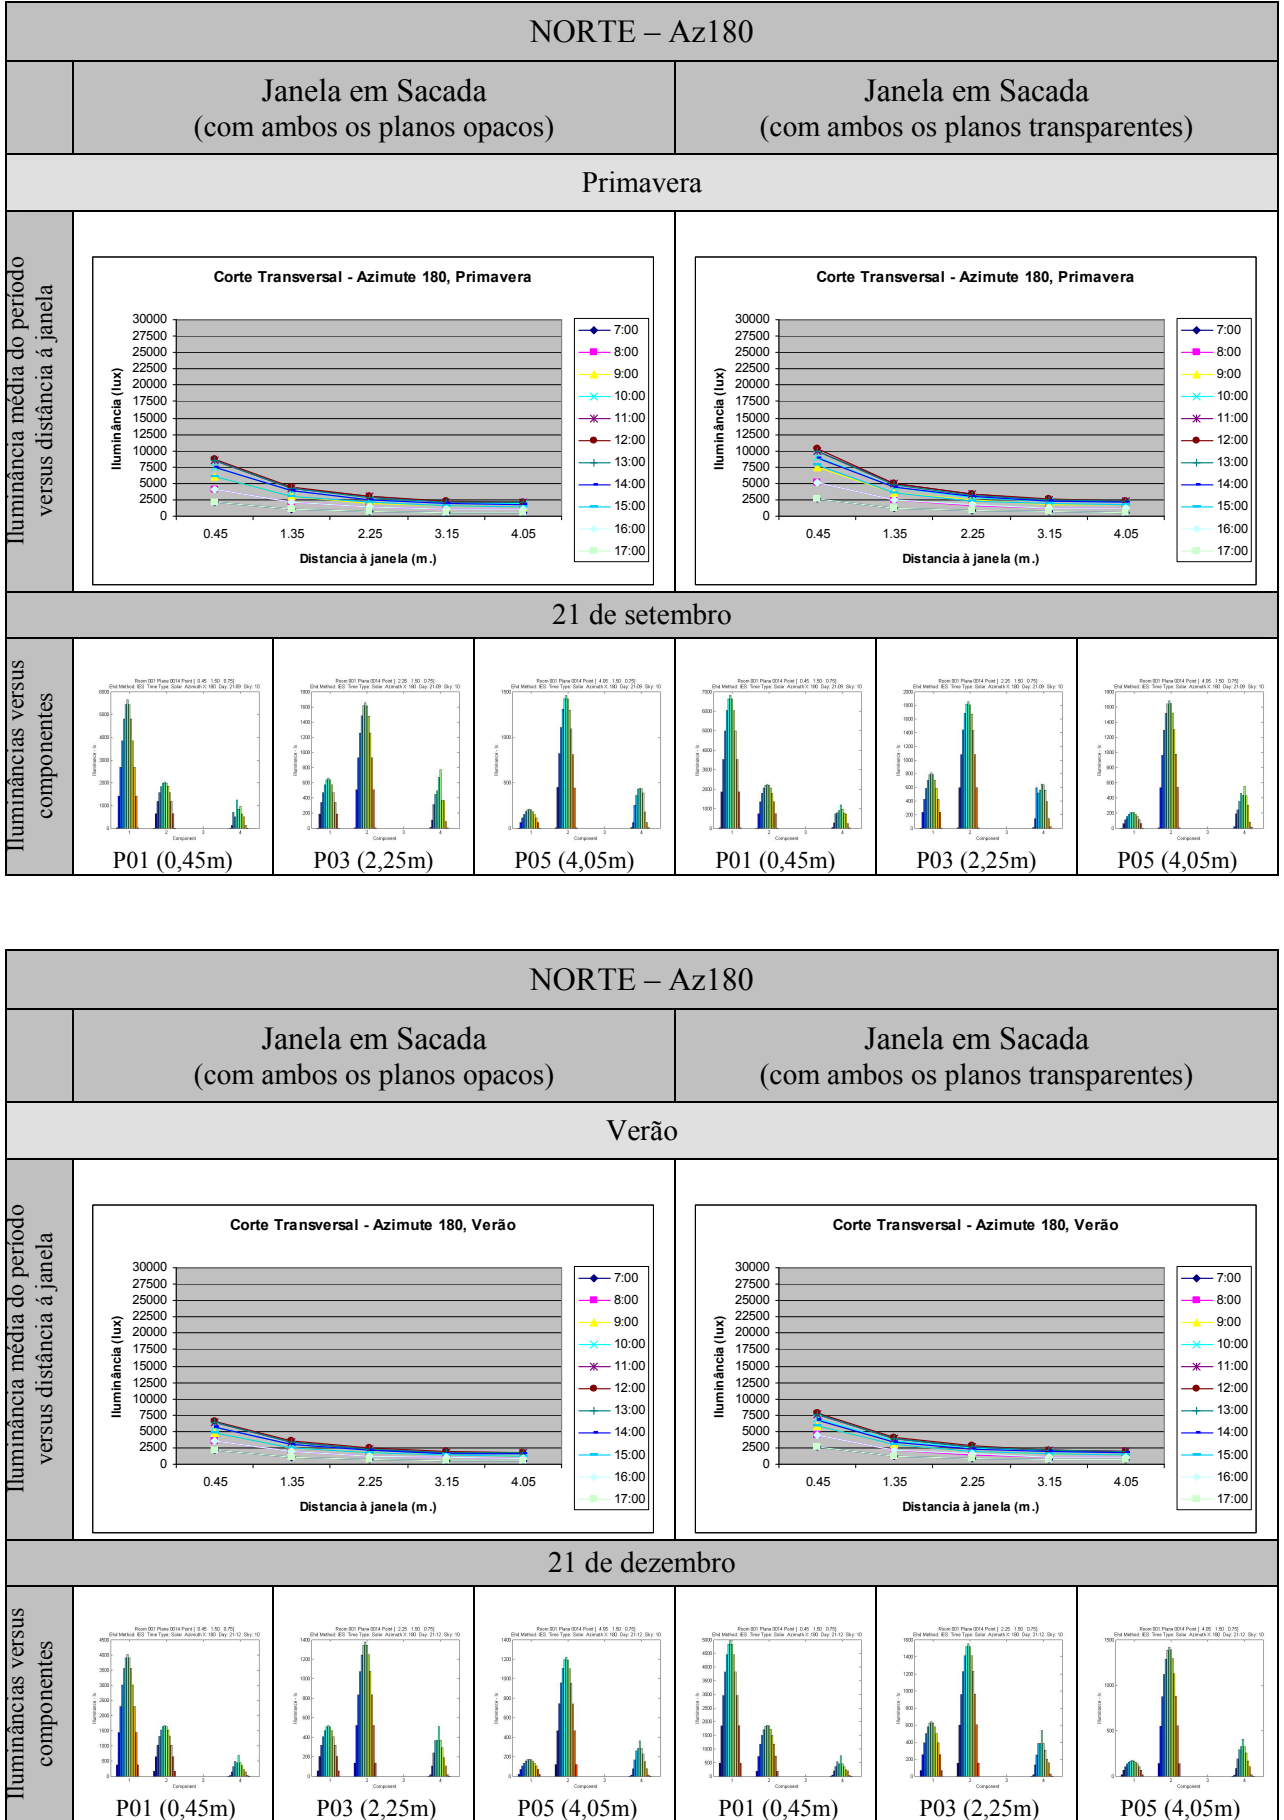 NORTE – Az180
Janela em Sacada
(com ambos os planos opacos)
Janela em Sacada
(com ambos os planos transparentes)
Primavera
Iluminância média do período
versus distância á janela
Corte Transversal - Azimute 180, Primavera
Iluminância (lux)
30000
27500
25000
22500
20000
17500
15000
12500
10000
7500
5000
2500
0
0.45 1.35 2.25 3.15 4.05
Distancia à janela (m.)
7:00
8:00
9:00
10:00
11:00
12:00
13:00
14:00
15:00
16:00
17:00
Corte Transversal - Azimute 180, Primavera
Iluminância (lux)
30000
27500
25000
22500
20000
17500
15000
12500
10000
7500
5000
2500
0
0.45 1.35 2.25 3.15 4.05
Distancia à janela (m.)
7:00
8:00
9:00
10:00
11:00
12:00
13:00
14:00
15:00
16:00
17:00
21 de setembro
Iluminâncias versus
componentes
P01 (0,45m)
P03 (2,25m)
P05 (4,05m)
P01 (0,45m)
P03 (2,25m)
P05 (4,05m)
NORTE – Az180
Janela em Sacada
(com ambos os planos opacos)
Janela em Sacada
(com ambos os planos transparentes)
Verão
Iluminância média do período
versus distância á janela
Corte Transversal - Azimute 180, Verão
Iluminância (lux)
30000
27500
25000
22500
20000
17500
15000
12500
10000
7500
5000
2500
0
0.45 1.35 2.25 3.15 4.05
Distancia à janela (m.)
7:00
8:00
9:00
10:00
11:00
12:00
13:00
14:00
15:00
16:00
17:00
Corte Transversal - Azimute 180, Verão
Iluminância (lux)
30000
27500
25000
22500
20000
17500
15000
12500
10000
7500
5000
2500
0
0.45 1.35 2.25 3.15 4.05
Distancia à janela (m.)
7:00
8:00
9:00
10:00
11:00
12:00
13:00
14:00
15:00
16:00
17:00
21 de dezembro
Iluminâncias versus
componentes
P01 (0,45m)
P03 (2,25m)
P05 (4,05m)
P01 (0,45m)
P03 (2,25m)
P05 (4,05m)